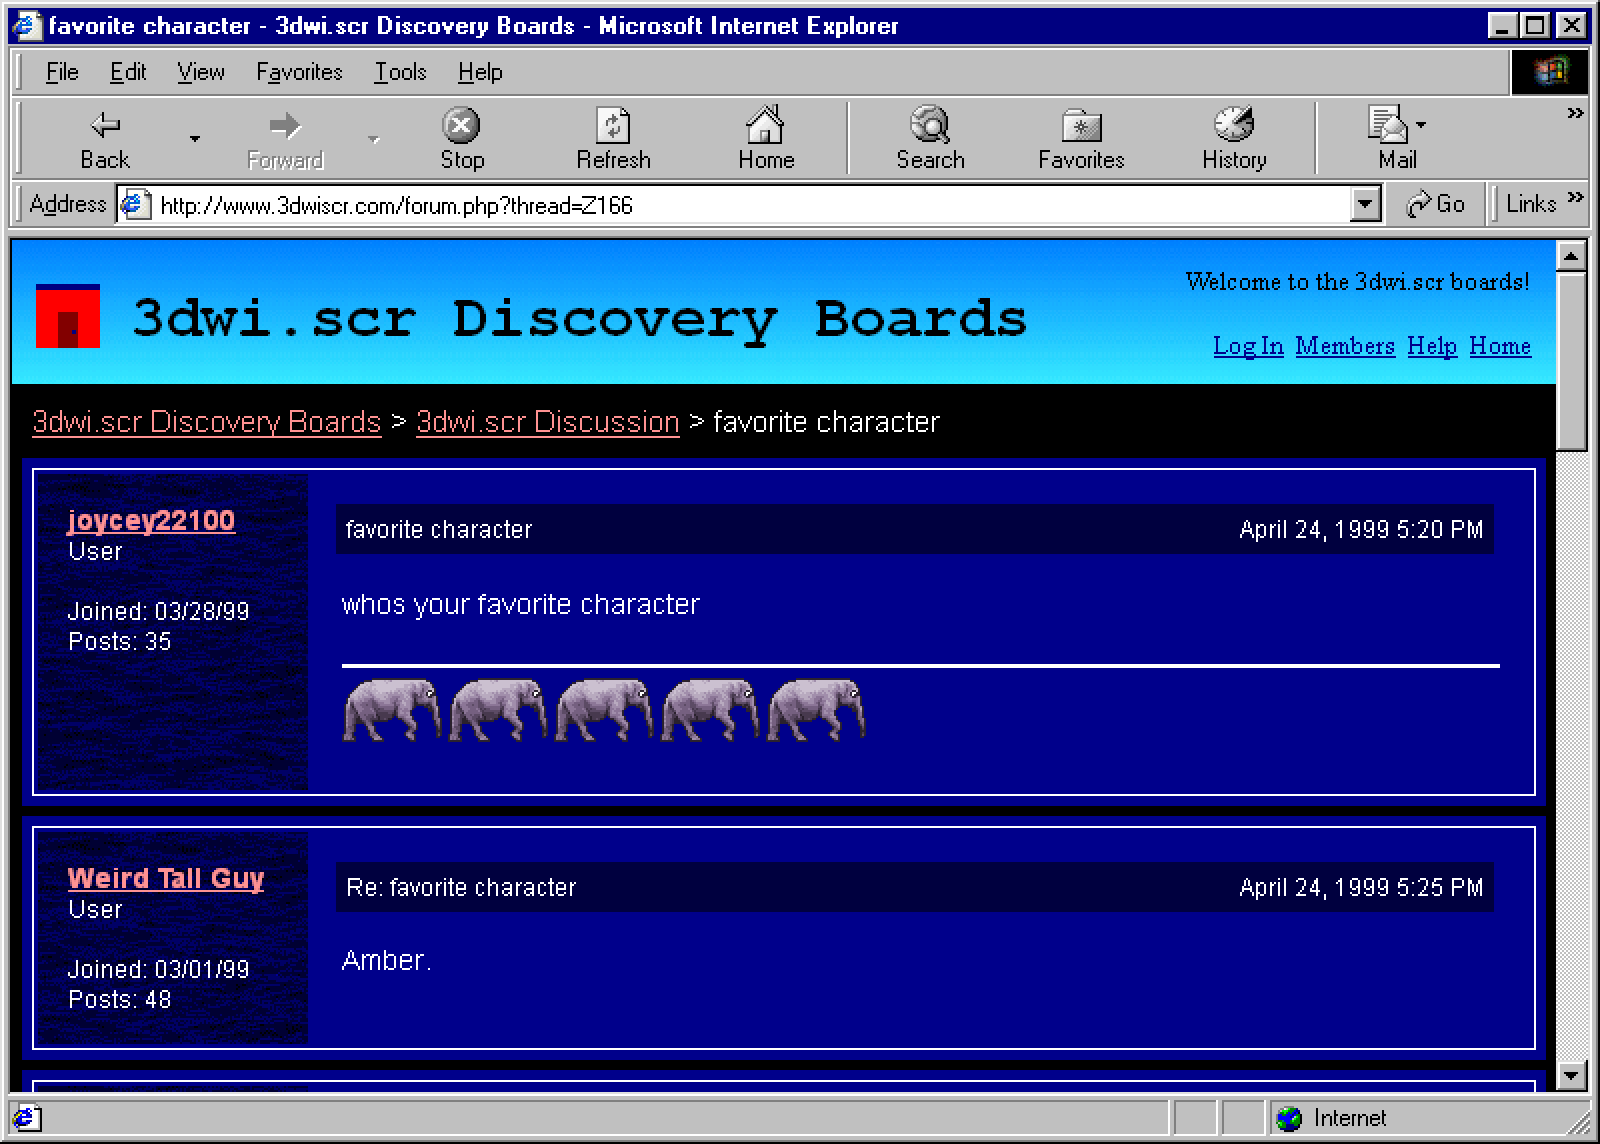 favorite character - 3dwi.scr Discovery Boards - Microsoft Internet Explorer
File Edit View Favorites Tools Help
Back Forward Stop Refresh Home Search Favorites History Mail »
Address http://www.3dwiscr.com/forum.php?thread=Z166 Go Links »
Welcome to the 3dwi.scr boards!
3dwi.scr Discovery Boards
Log In Members Help Home
3dwi.scr Discovery Boards > 3dwi.scr Discussion > favorite character
joycey22100
User
Joined: 03/28/99
Posts: 35
favorite character April 24, 1999 5:20 PM
whos your favorite character
Weird Tall Guy
User
Joined: 03/01/99
Posts: 48
Re: favorite character April 24, 1999 5:25 PM
Amber.
Internet